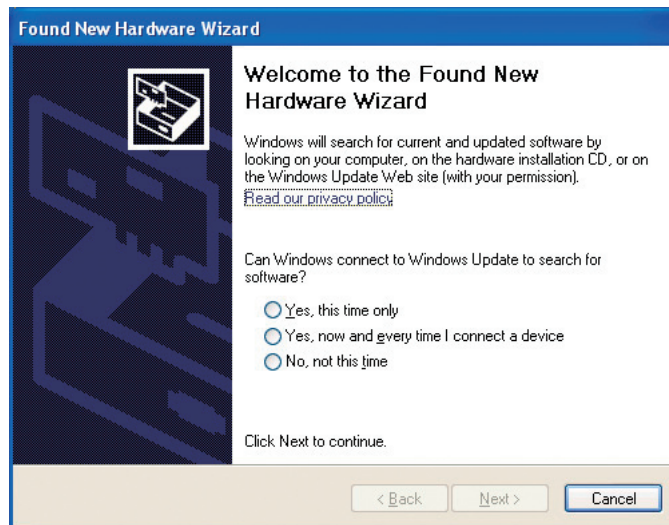 Found New Hardware Wizard
Welcome to the Found New
Hardware Wizard
Windows will search for current and updated software by
looking on your computer, on the hardware installation CD, or on
the Windows Update Web site (with your permission).
Read our privacy policy
Can Windows connect to Windows Update to search for
software?
Yes, this time only
Yes, now and every time I connect a device
No, not this time
Click Next to continue.
< Back
Next >
Cancel